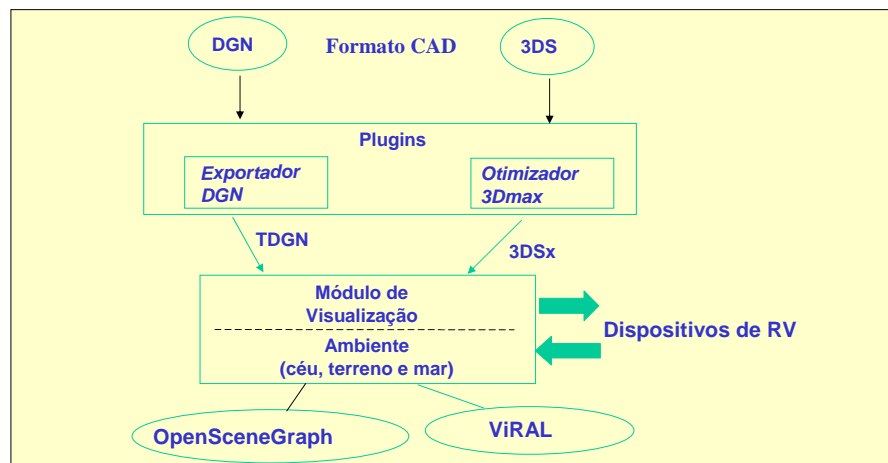 DGN
Formato CAD
3DS
Plugins
Exportador
DGN
Otimizador
3Dmax
TDGN
3DSx
Módulo de
Visualização
Dispositivos de RV
Ambiente
(céu, terreno e mar)
OpenSceneGraph
ViRAL